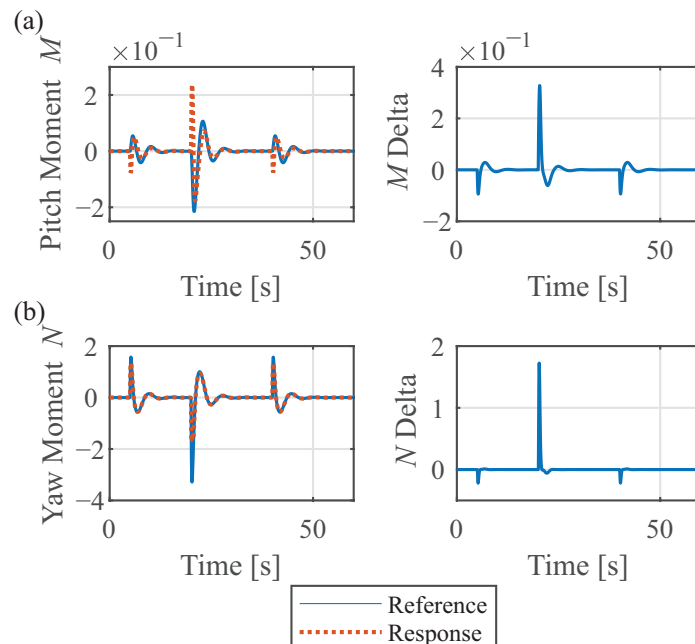 (a)
×10⁻¹
Pitch Moment M
2
0
−2
0
50
Time [s]
×10⁻¹
M Delta
4
2
0
−2
0
50
Time [s]
(b)
Yaw Moment N
2
0
−2
−4
0
50
Time [s]
N Delta
2
1
0
0
50
Time [s]
Reference
Response